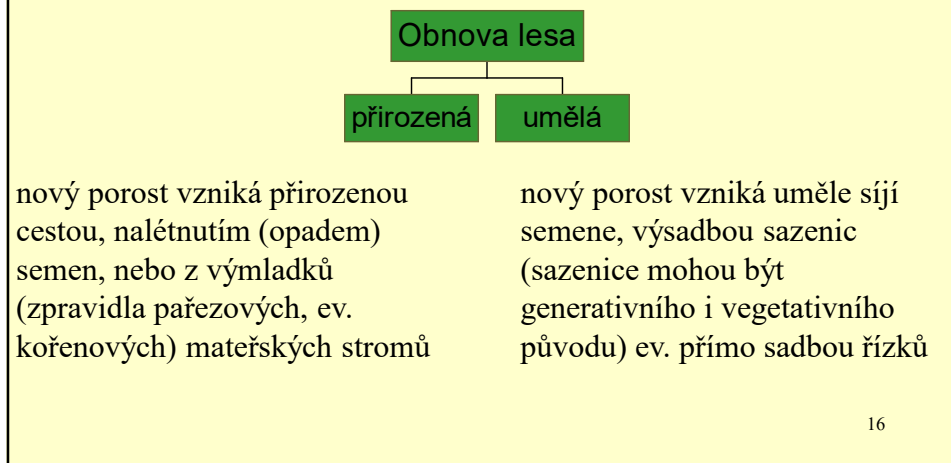 Obnova lesa
přirozená
umělá
nový porost vzniká přirozenou
cestou, nalétnutím (opadem)
semen, nebo z výmladků
(zpravidla pařezových, ev.
kořenových) mateřských stromů
nový porost vzniká uměle síjí
semene, výsadbou sazenic
(sazenice mohou být
generativního i vegetativního
původu) ev. přímo sadbou řízků
16